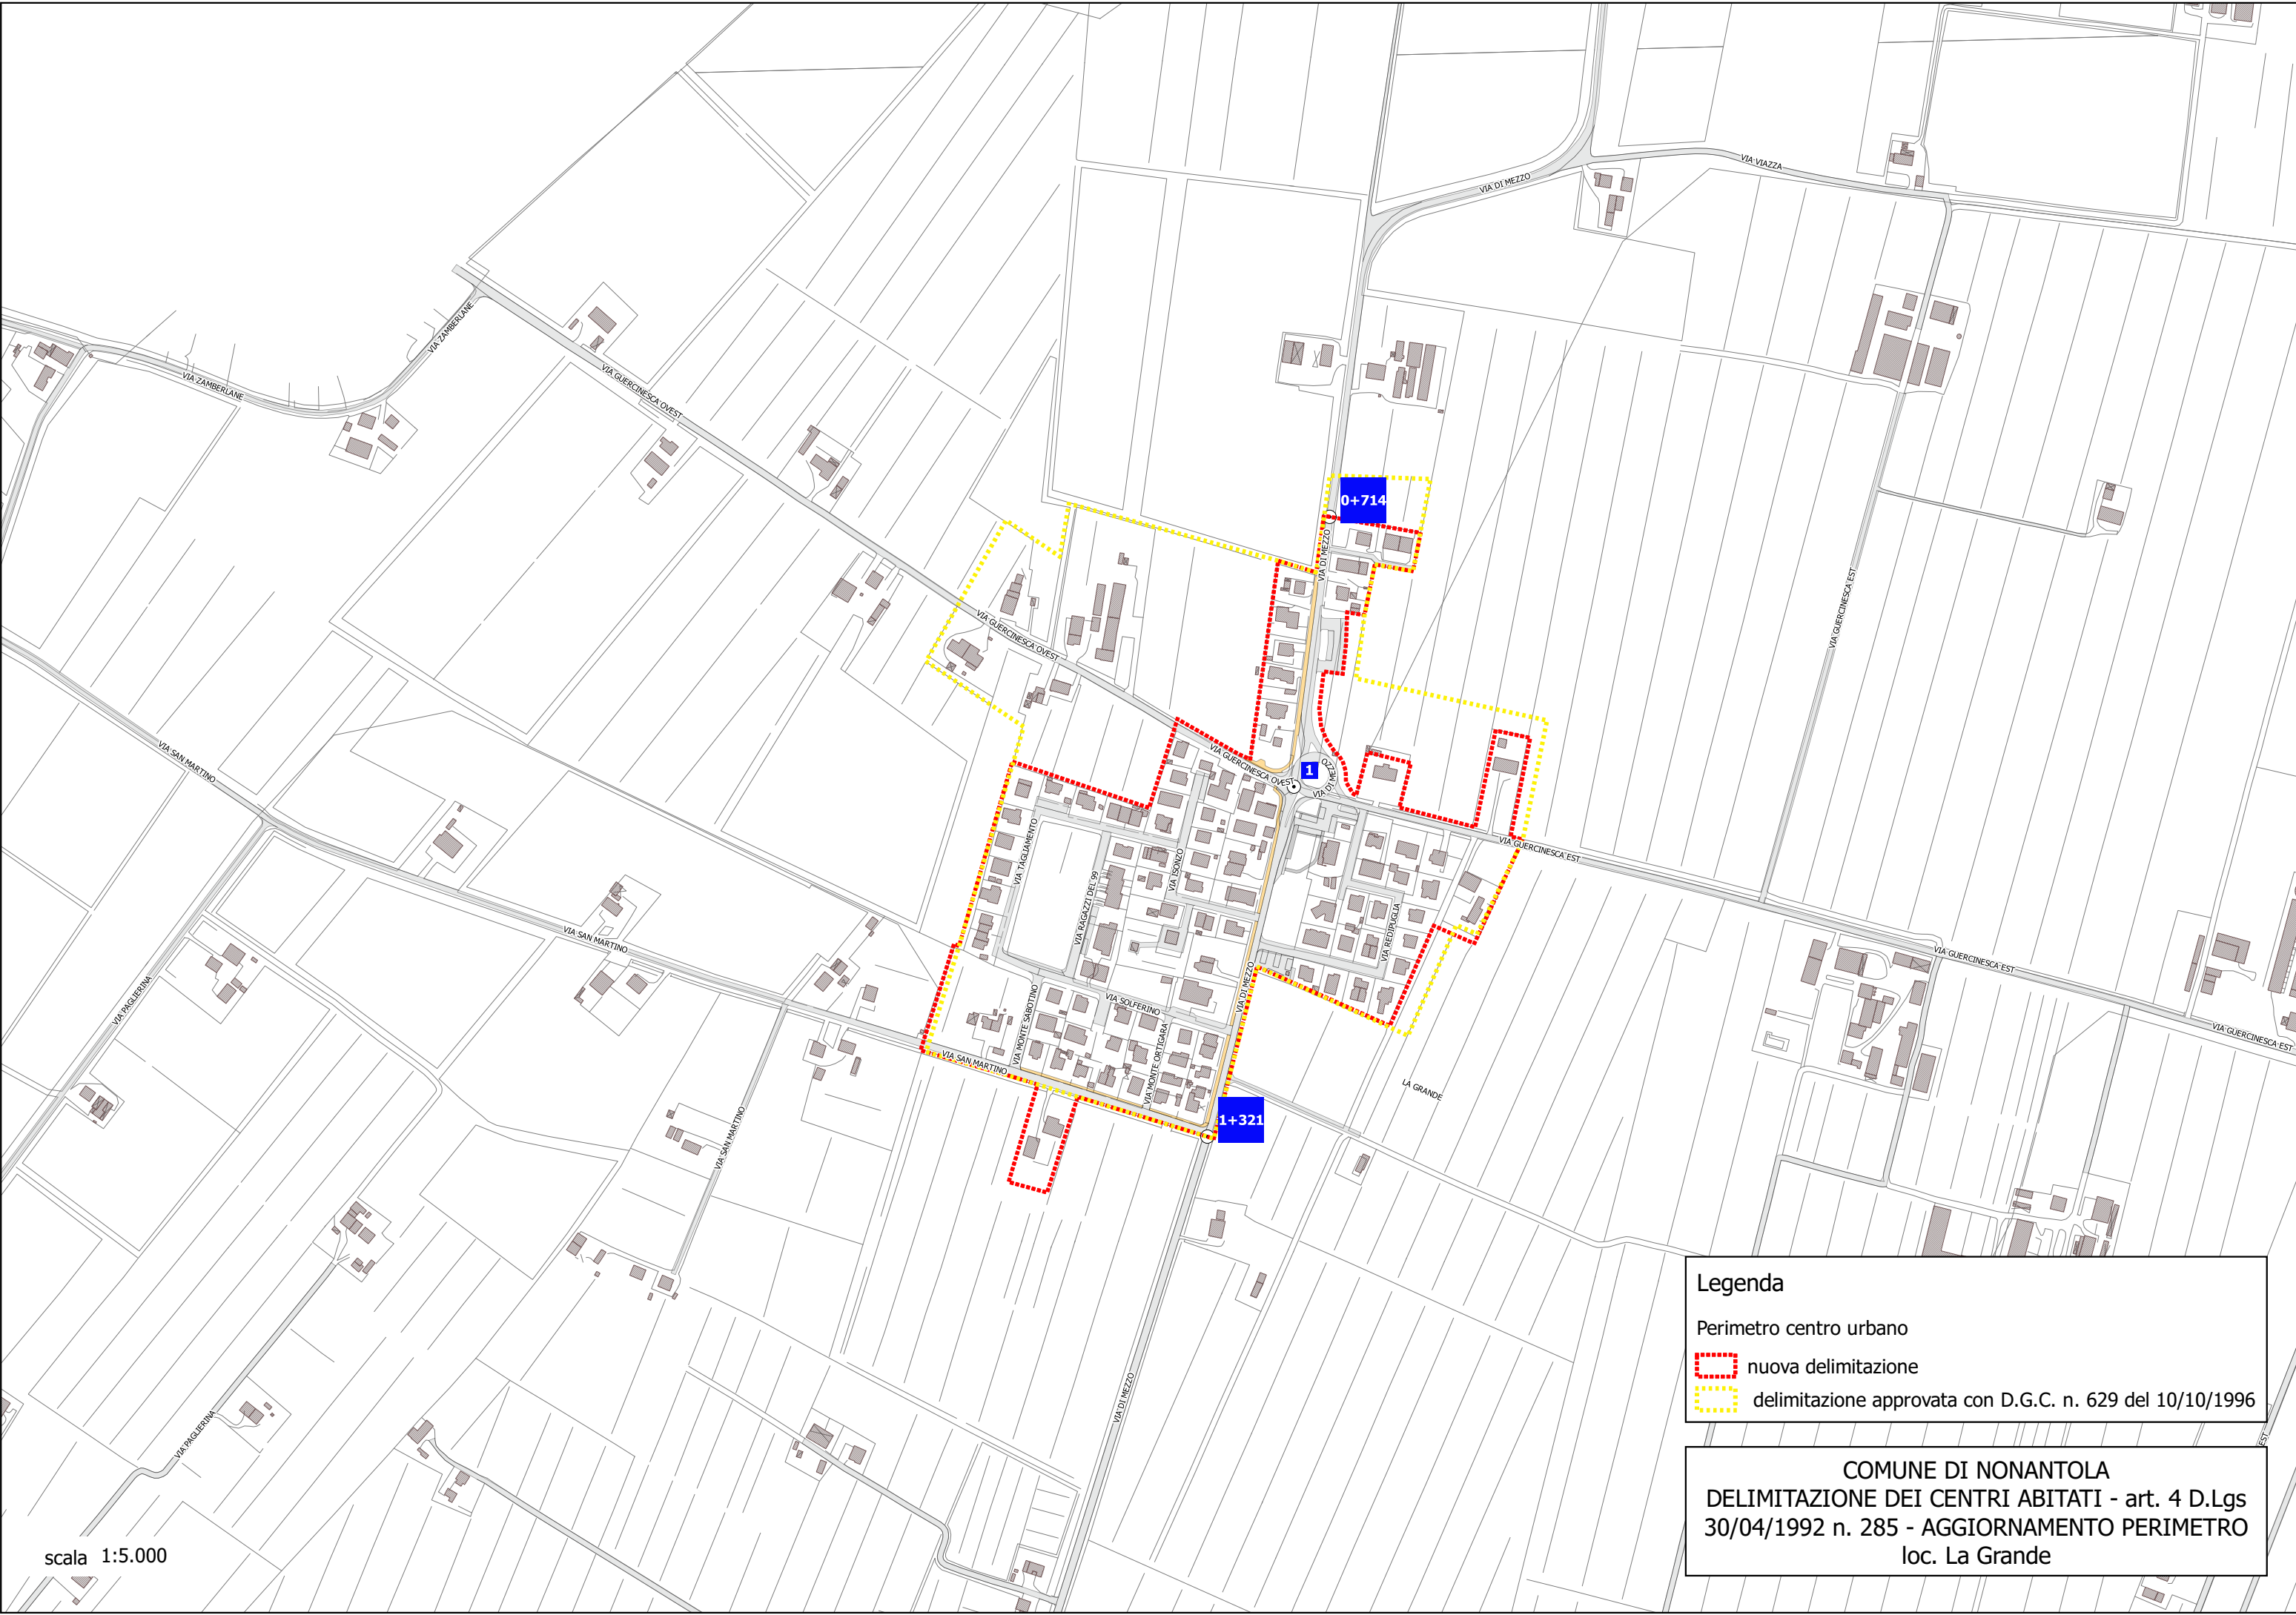 VIA VIAZZA
VIA DI MEZZO
VIA ZAMBERLANE
VIA ZAMBERLANE
VIA GUERCINESCA OVEST
0+714
VIA DI MEZZO
VIA GUERCINESCA EST
VIA GUERCINESCA OVEST
VIA SAN MARTINO
VIA GUERCINESCA OVEST
1
VIA DI MEZZO
VIA GUERCINESCA EST
VIA TAGLIAMENTO
VIA ISONZO
VIA RAGAZZI DEL 99
VIA REDIPUGLIA
VIA SAN MARTINO
VIA GUERCINESCA EST
VIA PAGLIERINA
VIA DI MEZZO
VIA SOLFERINO
VIA MONTE SABOTINO
VIA MONTE ORTIGARA
VIA GUERCINESCA EST
VIA SAN MARTINO
LA GRANDE
1+321
VIA SAN MARTINO
VIA DI MEZZO
VIA PAGLIERINA
Legenda
Perimetro centro urbano
nuova delimitazione
delimitazione approvata con D.G.C. n. 629 del 10/10/1996
EST
COMUNE DI NONANTOLA
DELIMITAZIONE DEI CENTRI ABITATI - art. 4 D.Lgs
30/04/1992 n. 285 - AGGIORNAMENTO PERIMETRO
loc. La Grande
scala 1:5.000